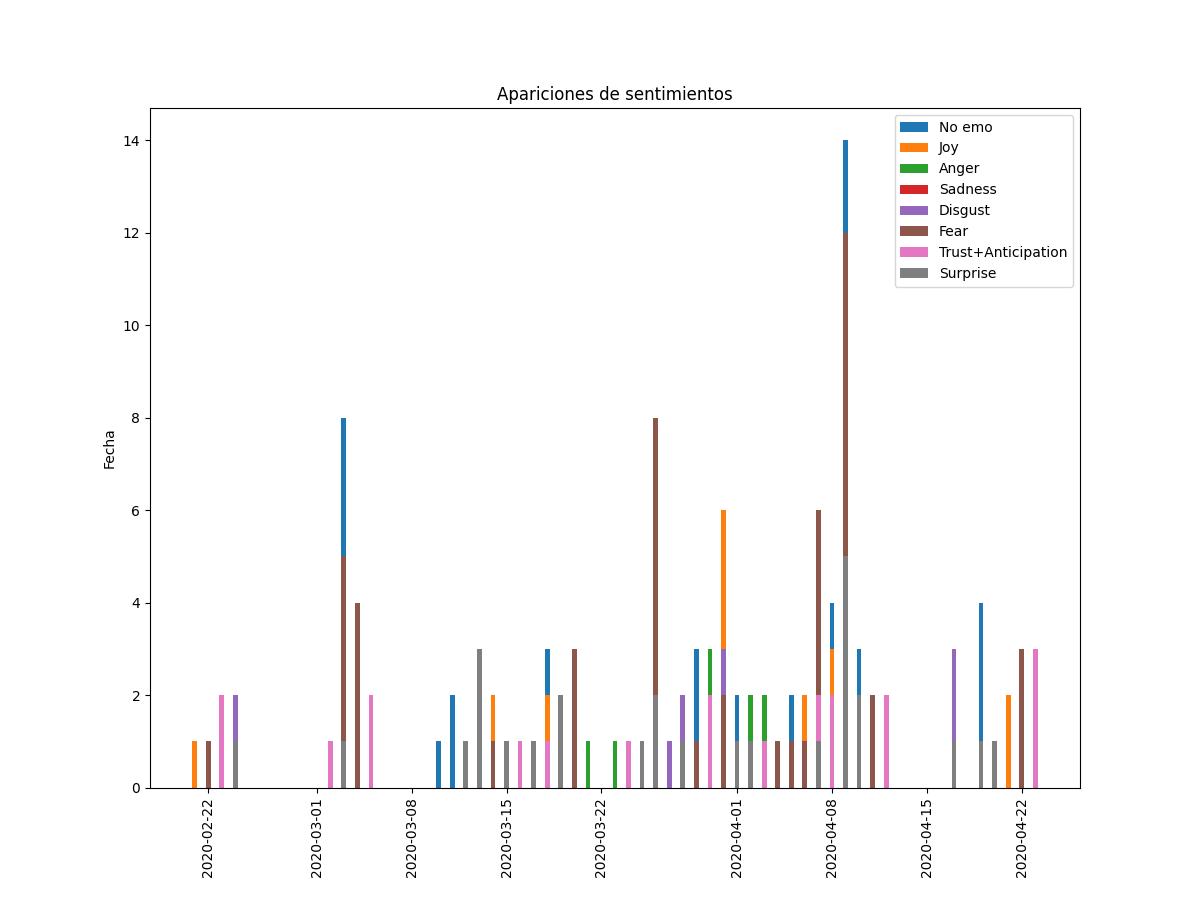 Apariciones de sentimientos
No emo
Joy
Anger
Sadness
Disgust
Fear
Trust+Anticipation
Surprise
Fecha
14
12
10
8
6
4
2
0
2020-02-22
2020-03-01
2020-03-08
2020-03-15
2020-03-22
2020-04-01
2020-04-08
2020-04-15
2020-04-22